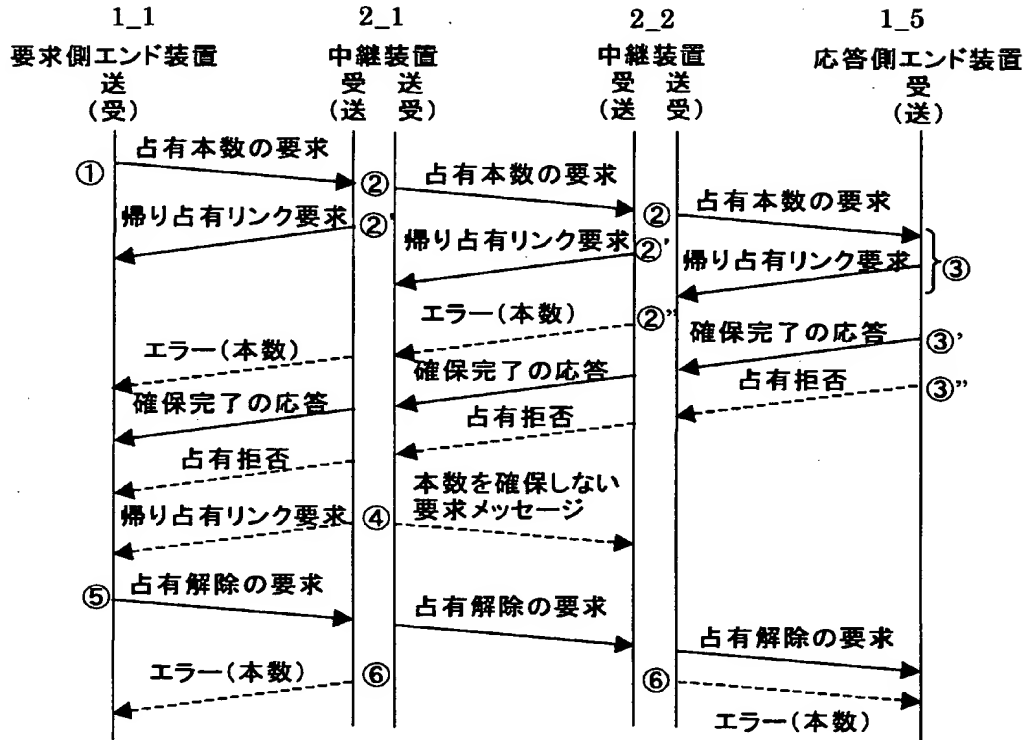 1_1 2_1 2_2 1_5
要求側エンド装置 中継装置 中継装置 応答側エンド装置
送 受 送 受 送 受
(受) (送 受) (送 受) (送)
占有本数の要求
① ② 占有本数の要求
② 占有本数の要求
帰り占有リンク要求 ②'
帰り占有リンク要求 ②'
帰り占有リンク要求 ③
エラー(本数) ②”
確保完了の応答 ③’
エラー(本数)
確保完了の応答
占有拒否 ③”
確保完了の応答
占有拒否
占有拒否
本数を確保しない
要求メッセージ
帰り占有リンク要求 ④
⑤ 占有解除の要求
占有解除の要求
占有解除の要求
エラー(本数) ⑥ ⑥
エラー(本数)